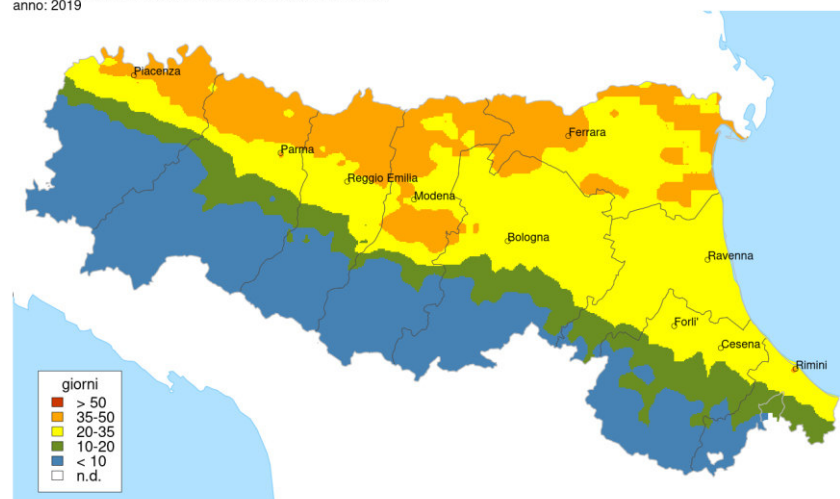 anno: 2019
Piacenza
Parma
Reggio Emilia
Modena
Ferrara
Bologna
Ravenna
Forli'
Cesena
Rimini
giorni
> 50
35-50
20-35
10-20
< 10
n.d.